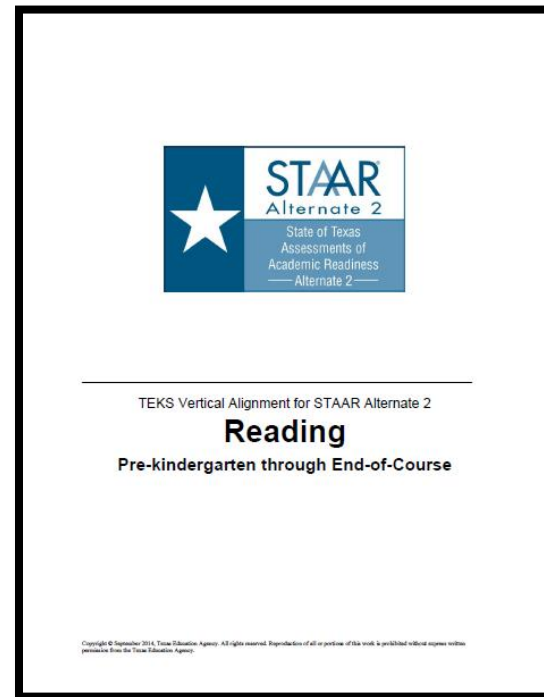 STAAR®
Alternate 2
State of Texas
Assessments of
Academic Readiness
— Alternate 2 —
TEKS Vertical Alignment for STAAR Alternate 2
Reading
Pre-kindergarten through End-of-Course
Copyright © September 2014, Texas Education Agency. All rights reserved. Reproduction of all or portions of this work is prohibited without express written
permission from the Texas Education Agency.